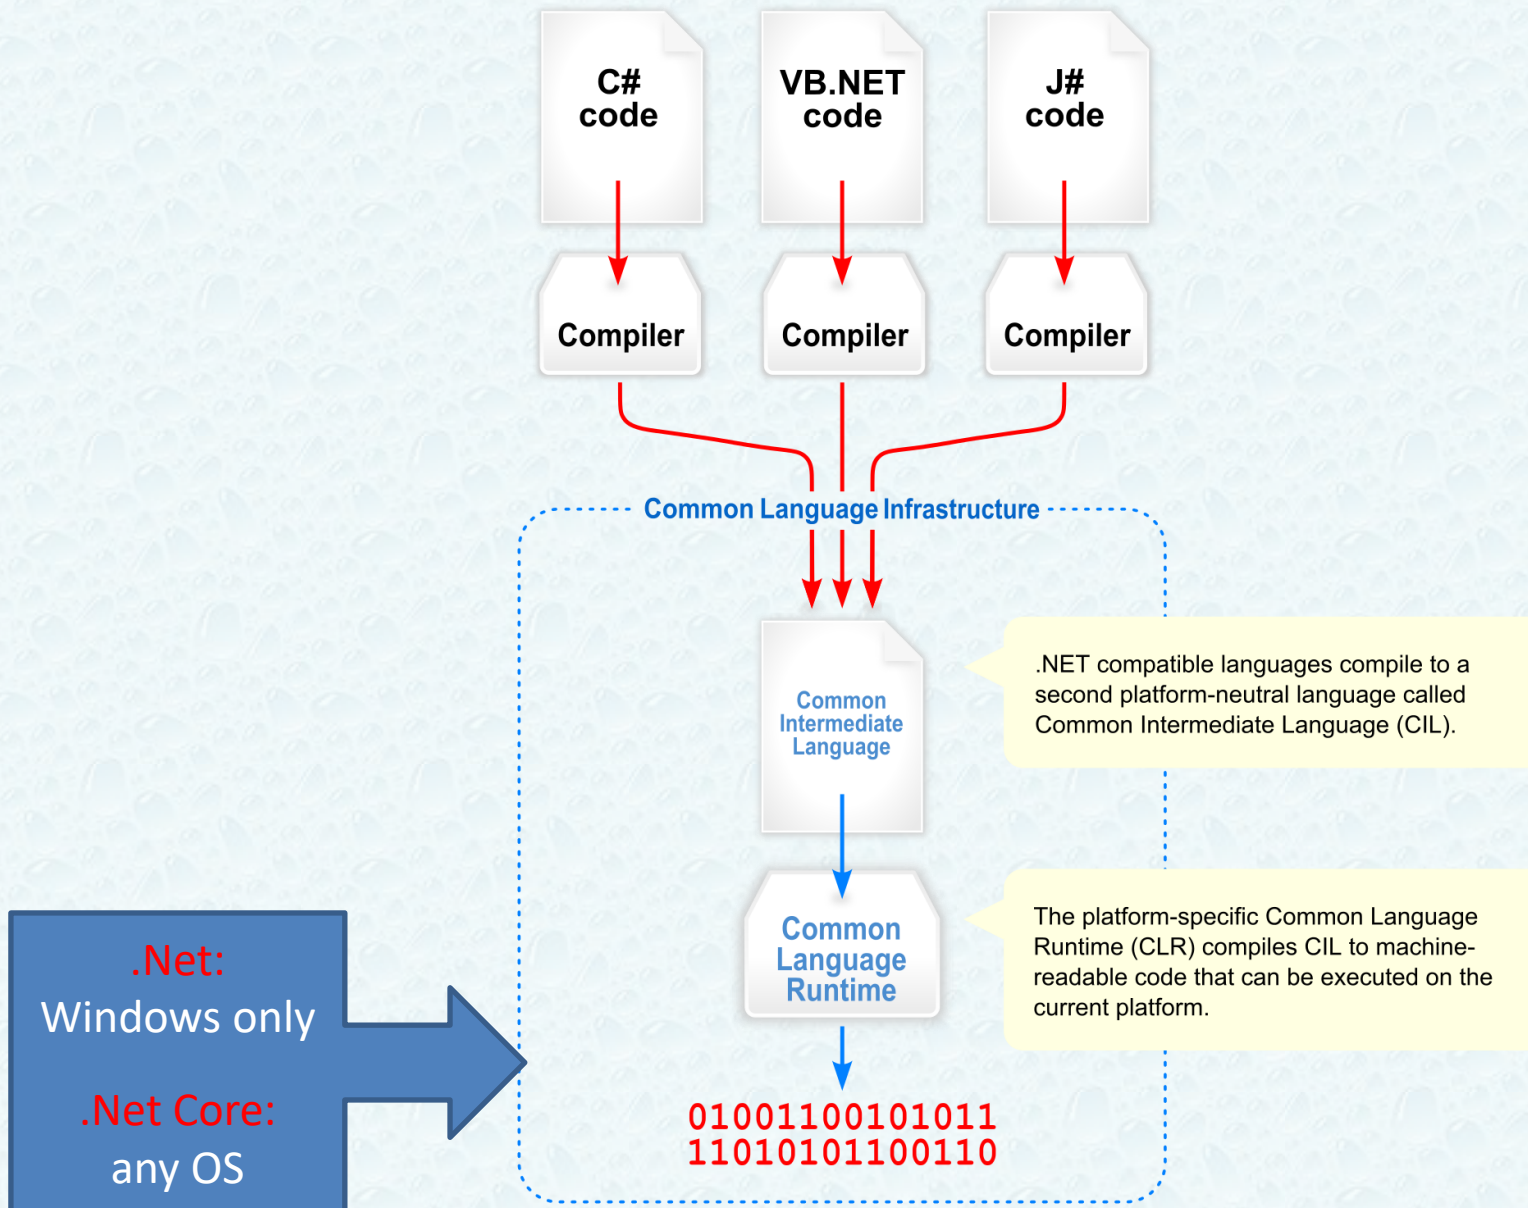 C#
code
VB.NET
code
J#
code
Compiler
Compiler
Compiler
Common Language Infrastructure
Common
Intermediate
Language
.NET compatible languages compile to a
second platform-neutral language called
Common Intermediate Language (CIL).
Common
Language
Runtime
The platform-specific Common Language
Runtime (CLR) compiles CIL to machine-
readable code that can be executed on the
current platform.
.Net:
Windows only
.Net Core:
any OS
01001100101011
11010101100110